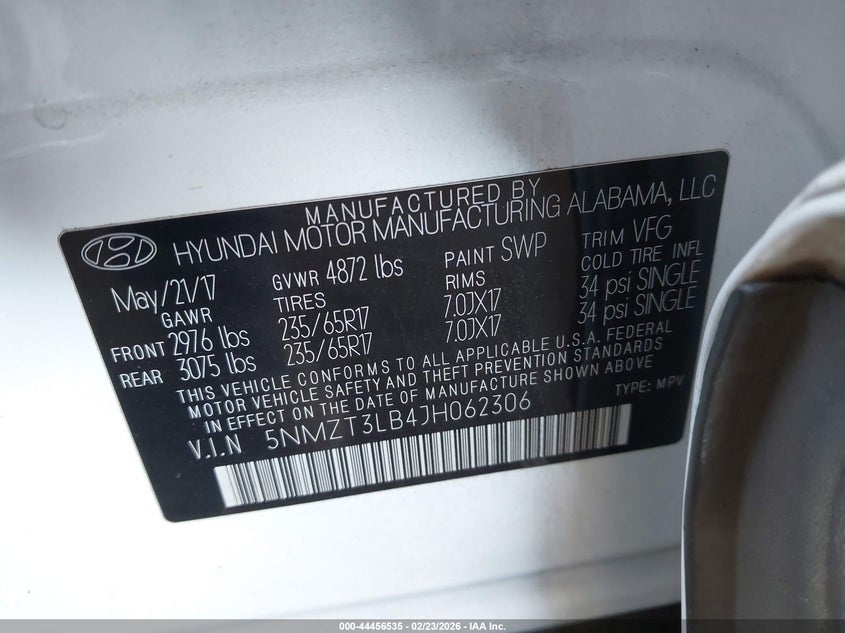 MANUFACTURED BY
HYUNDAI MOTOR MANUFACTURING ALABAMA, LLC
May/21/17 GVWR 4872 lbs PAINT SWP TRIM VFG
GAWR TIRES RIMS COLD TIRE INFL
FRONT 2976 lbs 235/65R17 7.0JX17 34 psi SINGLE
REAR 3075 lbs 235/65R17 7.0JX17 34 psi SINGLE
THIS VEHICLE CONFORMS TO ALL APPLICABLE U.S.A. FEDERAL
MOTOR VEHICLE SAFETY AND THEFT PREVENTION STANDARDS
IN EFFECT ON THE DATE OF MANUFACTURE SHOWN ABOVE
V.I.N 5NMZT3LB4JH062306 TYPE: MPV
000-44456535 - 02/23/2026 - IAA Inc.